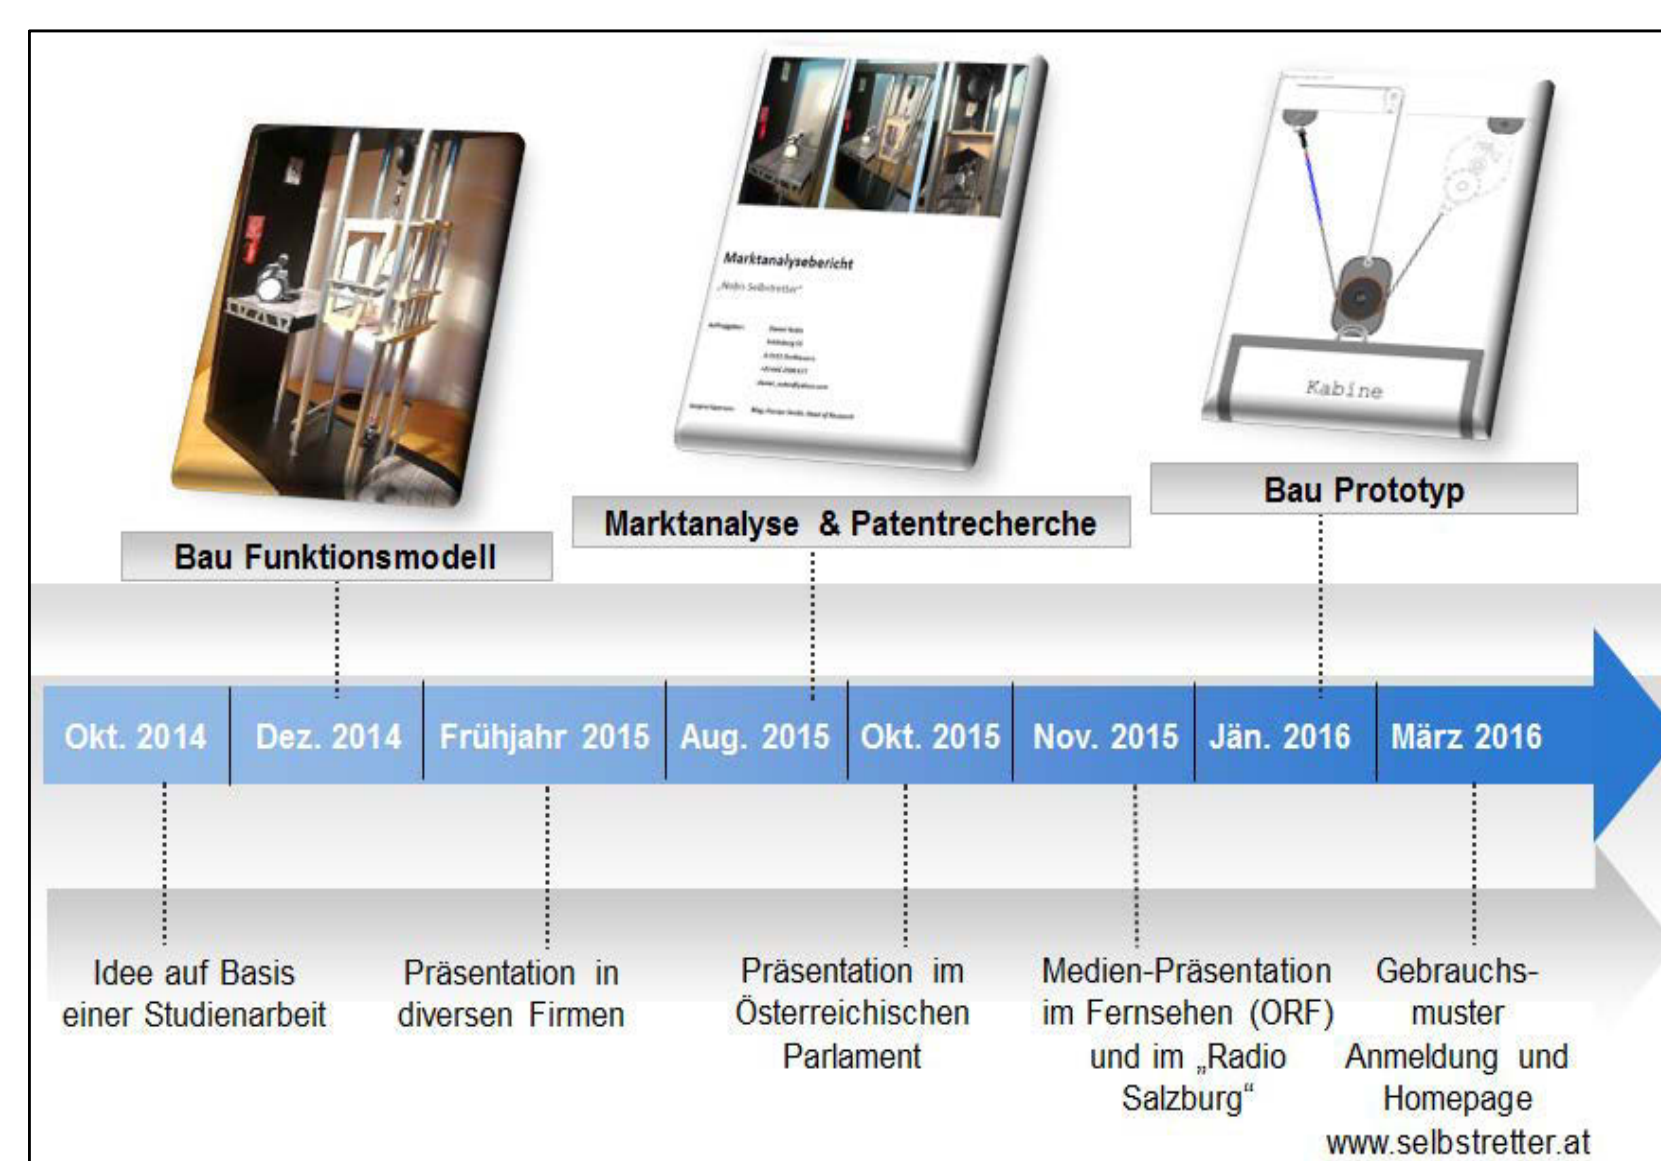 Marktanalysebericht
„Nobis Selbstretter“
Kabine
Bau Funktionsmodell
Marktanalyse & Patentrecherche
Bau Prototyp
Okt. 2014
Dez. 2014
Frühjahr 2015
Aug. 2015
Okt. 2015
Nov. 2015
Jän. 2016
März 2016
Idee auf Basis
einer Studienarbeit
Präsentation in
diversen Firmen
Präsentation im
Österreichischen
Parlament
Medien-Präsentation
im Fernsehen (ORF)
und im „Radio
Salzburg“
Gebrauchs-
muster
Anmeldung und
Homepage
www.selbstretter.at